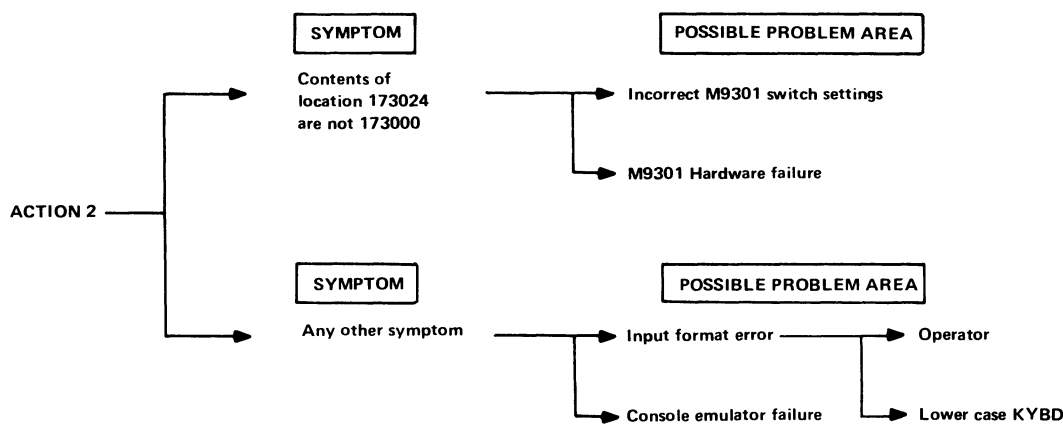 SYMPTOM
POSSIBLE PROBLEM AREA
Contents of
location 173024
are not 173000
Incorrect M9301 switch settings
M9301 Hardware failure
ACTION 2
SYMPTOM
POSSIBLE PROBLEM AREA
Any other symptom
Input format error
Operator
Console emulator failure
Lower case KYBD